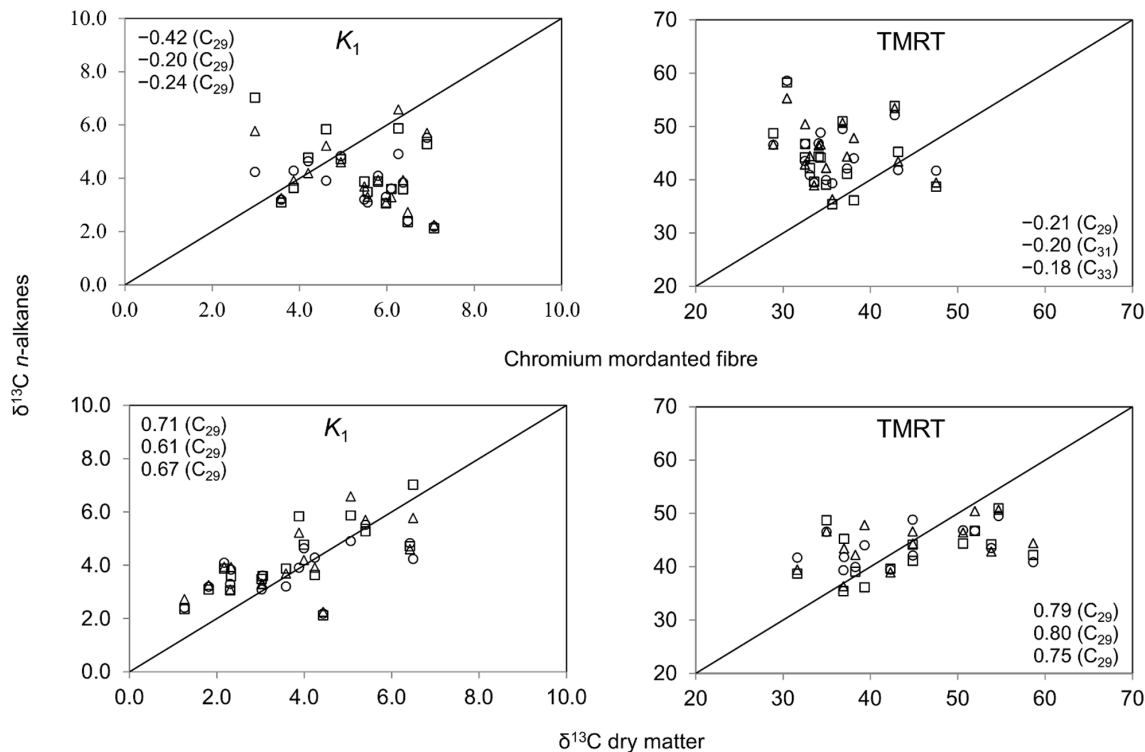 δ¹³C n-alkanes
K₁
−0.42 (C₂₉)
−0.20 (C₂₉)
−0.24 (C₂₉)
10.0
8.0
6.0
4.0
2.0
0.0
0.0 2.0 4.0 6.0 8.0 10.0
TMRT
70
60
50
40
30
20
−0.21 (C₂₉)
−0.20 (C₃₁)
−0.18 (C₃₃)
20 30 40 50 60 70
Chromium mordanted fibre
K₁
0.71 (C₂₉)
0.61 (C₂₉)
0.67 (C₂₉)
10.0
8.0
6.0
4.0
2.0
0.0
0.0 2.0 4.0 6.0 8.0 10.0
TMRT
70
60
50
40
30
20
0.79 (C₂₉)
0.80 (C₂₉)
0.75 (C₂₉)
20 30 40 50 60 70
δ¹³C dry matter